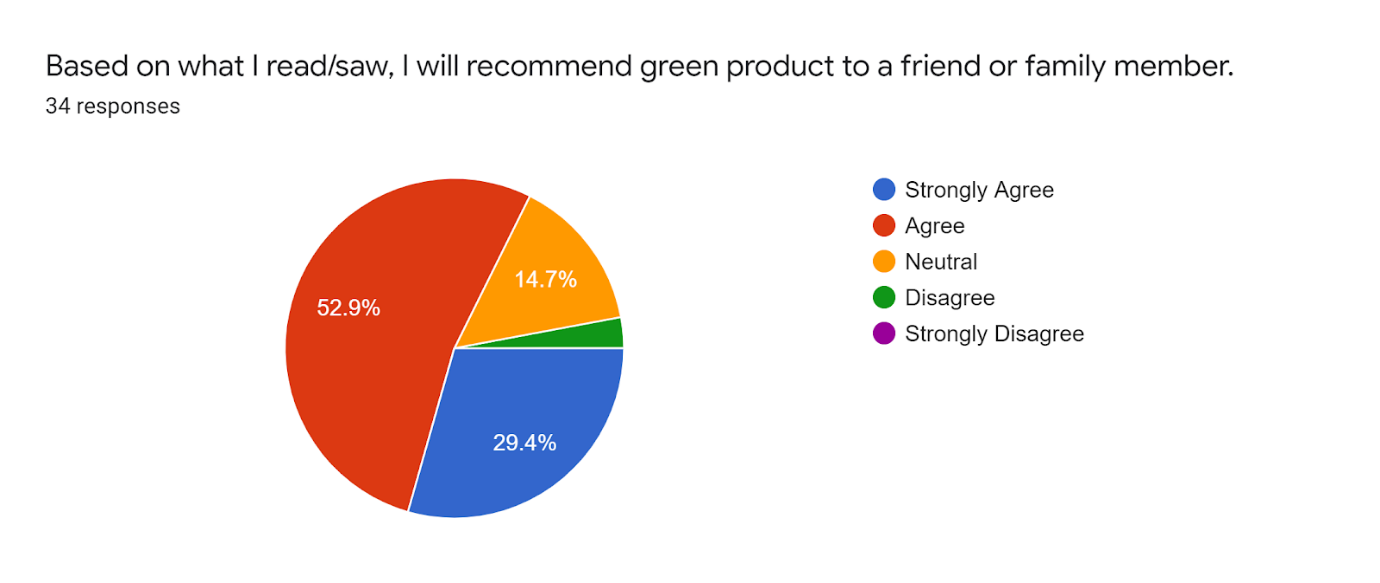 Based on what I read/saw, I will recommend green product to a friend or family member.
34 responses
Strongly Agree
Agree
Neutral
Disagree
Strongly Disagree
14.7%
52.9%
29.4%